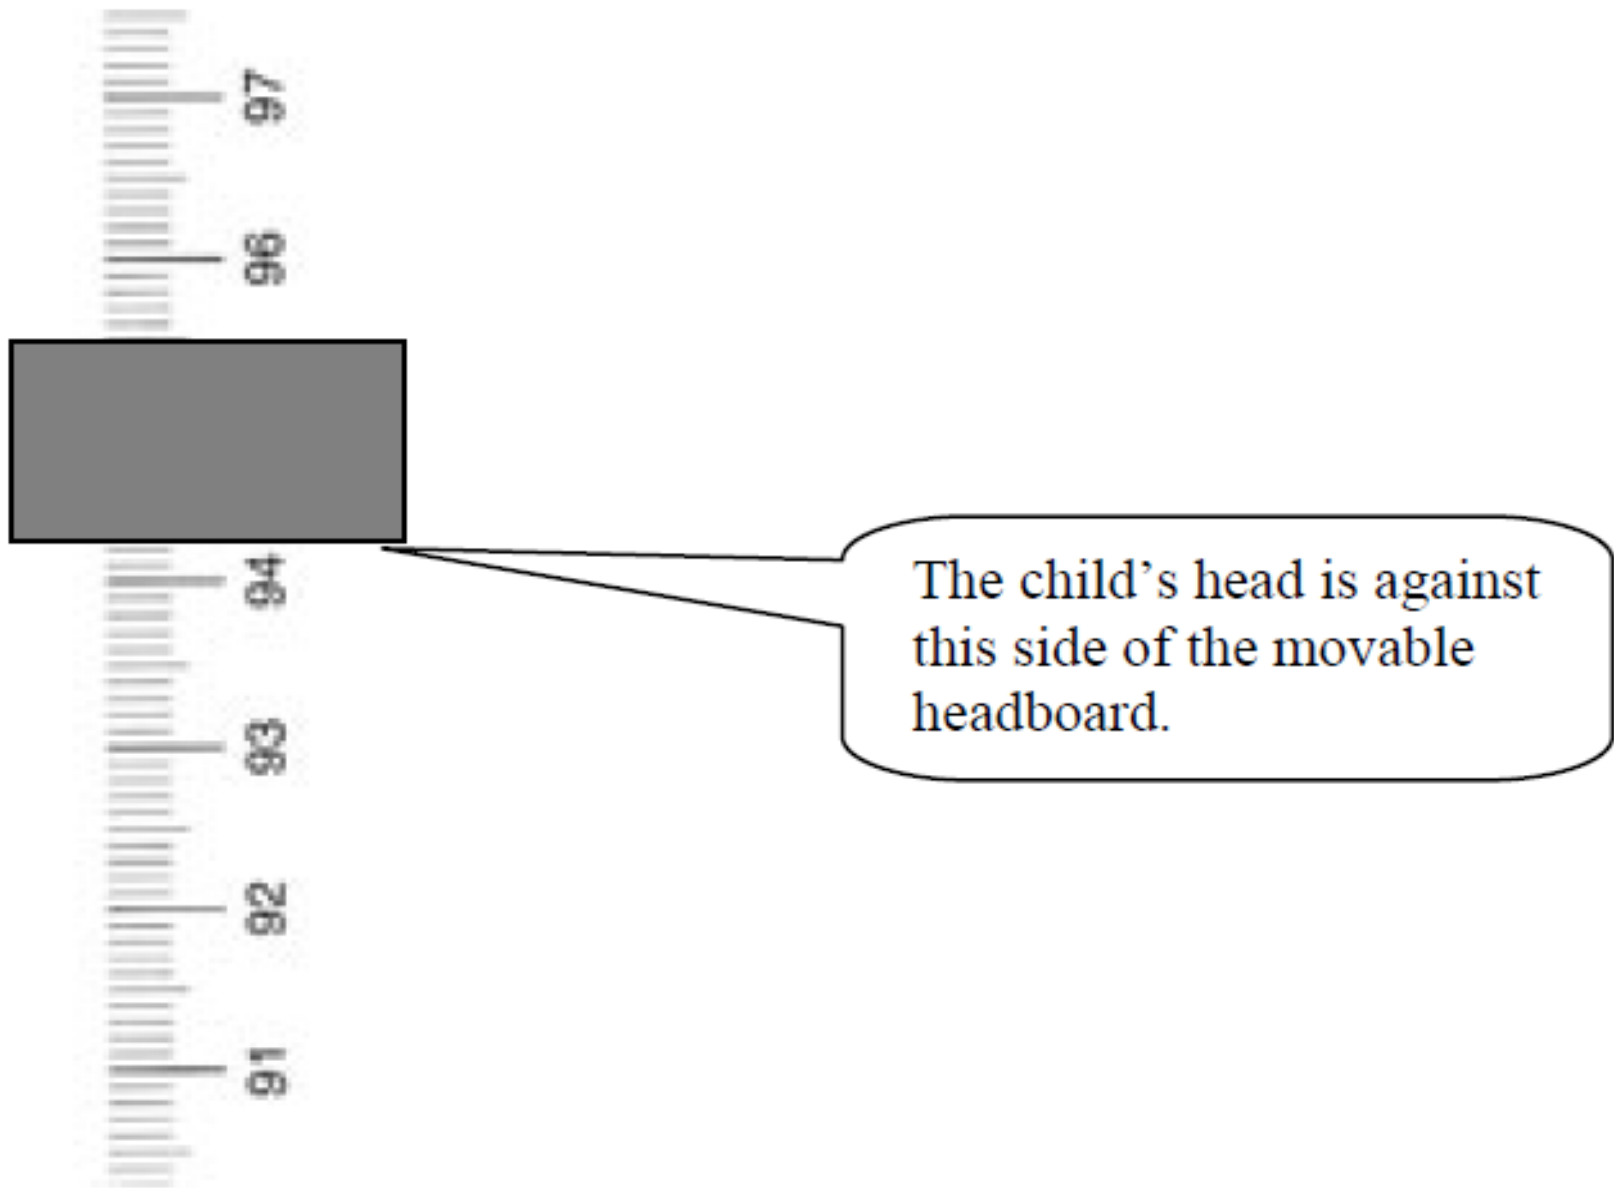 97
96
94
The child's head is against
this side of the movable
headboard.
93
92
91